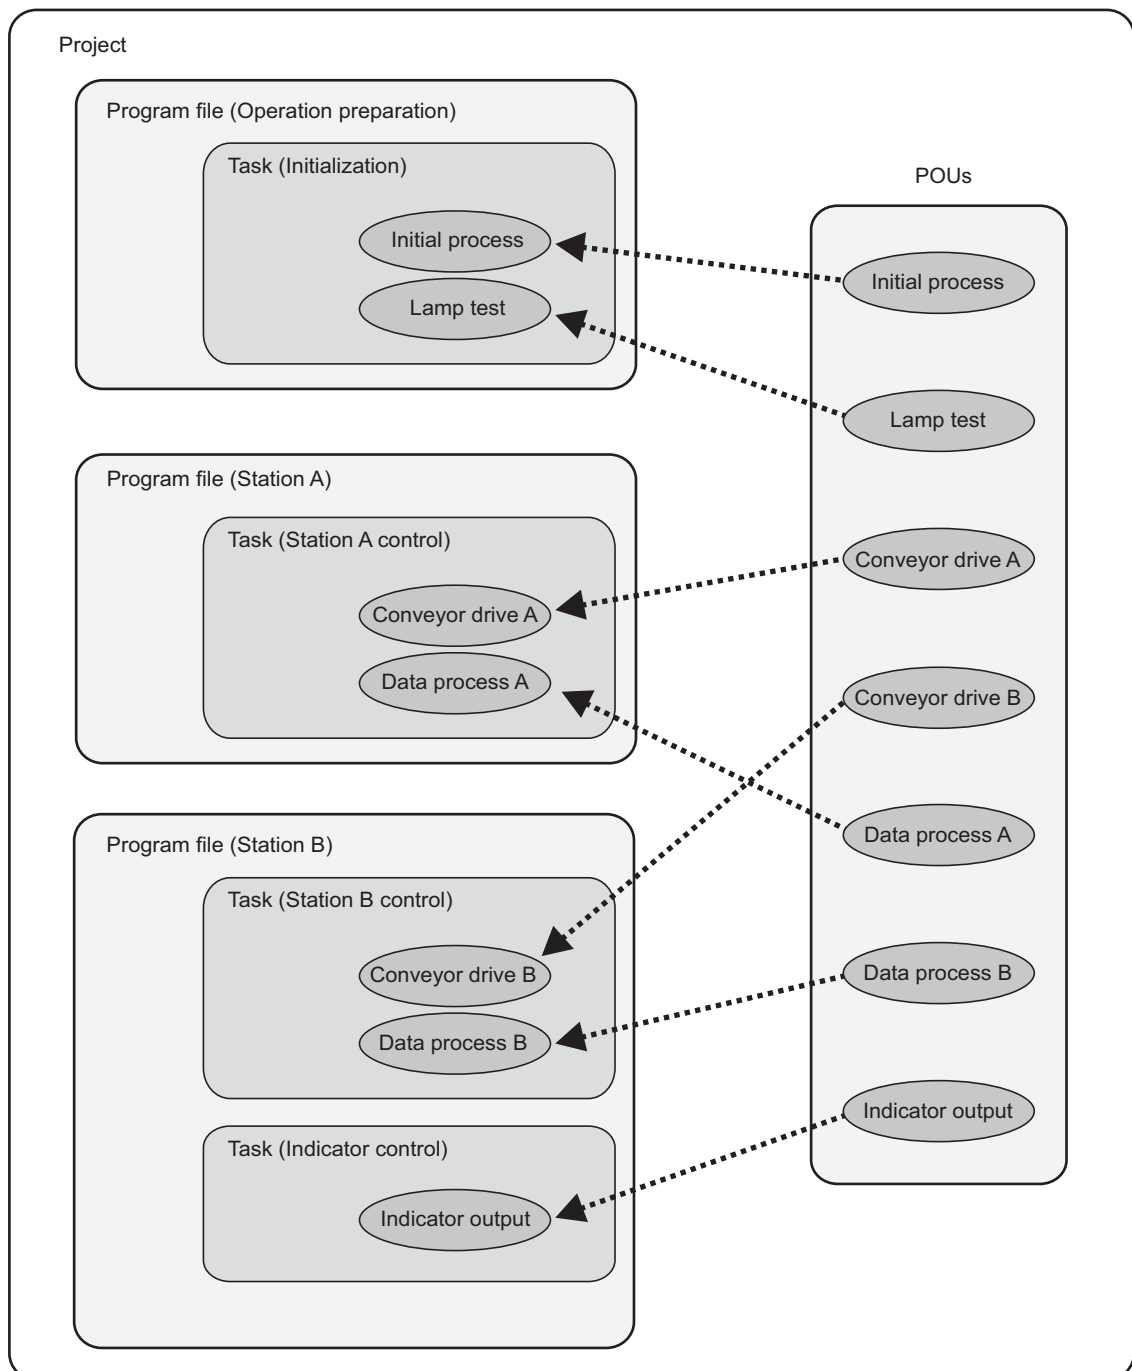 Project
Program file (Operation preparation)
Task (Initialization)
Initial process
Lamp test
Program file (Station A)
Task (Station A control)
Conveyor drive A
Data process A
Program file (Station B)
Task (Station B control)
Conveyor drive B
Data process B
Task (Indicator control)
Indicator output
POUs
Initial process
Lamp test
Conveyor drive A
Conveyor drive B
Data process A
Data process B
Indicator output